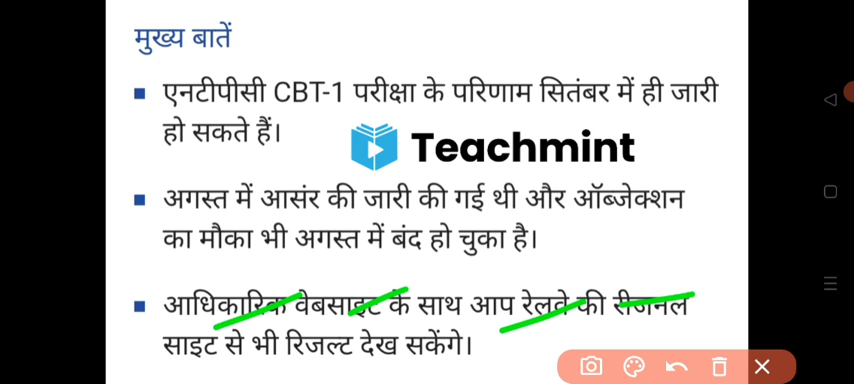 मुख्य बातें
एनटीपीसी CBT-1 परीक्षा के परिणाम सितंबर में ही जारी
हो सकते हैं।
Teachmint
अगस्त में आसंर की जारी की गई थी और ऑब्जेक्शन
का मौका भी अगस्त में बंद हो चुका है।
आधिकारिक वेबसाइट के साथ आप रेलवे की रीजनल
साइट से भी रिजल्ट देख सकेंगे।